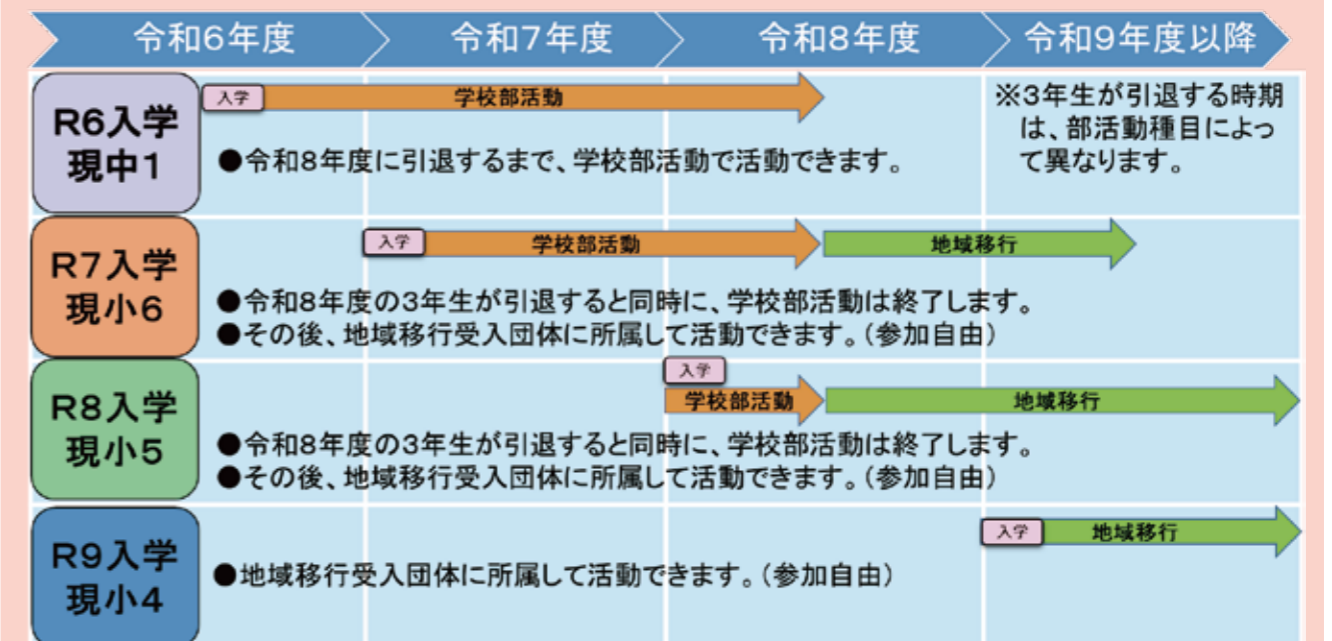 令和6年度
令和7年度
令和8年度
令和9年度以降
R6入学
現中1
入学
学校部活動
●令和8年度に引退するまで、学校部活動で活動できます。
※3年生が引退する時期
は、部活動種目によっ
て異なります。
R7入学
現小6
入学
学校部活動
地域移行
●令和8年度の3年生が引退すると同時に、学校部活動は終了します。
●その後、地域移行受入団体に所属して活動できます。(参加自由)
R8入学
現小5
入学
学校部活動
地域移行
●令和8年度の3年生が引退すると同時に、学校部活動は終了します。
●その後、地域移行受入団体に所属して活動できます。(参加自由)
R9入学
現小4
入学
地域移行
●地域移行受入団体に所属して活動できます。(参加自由)